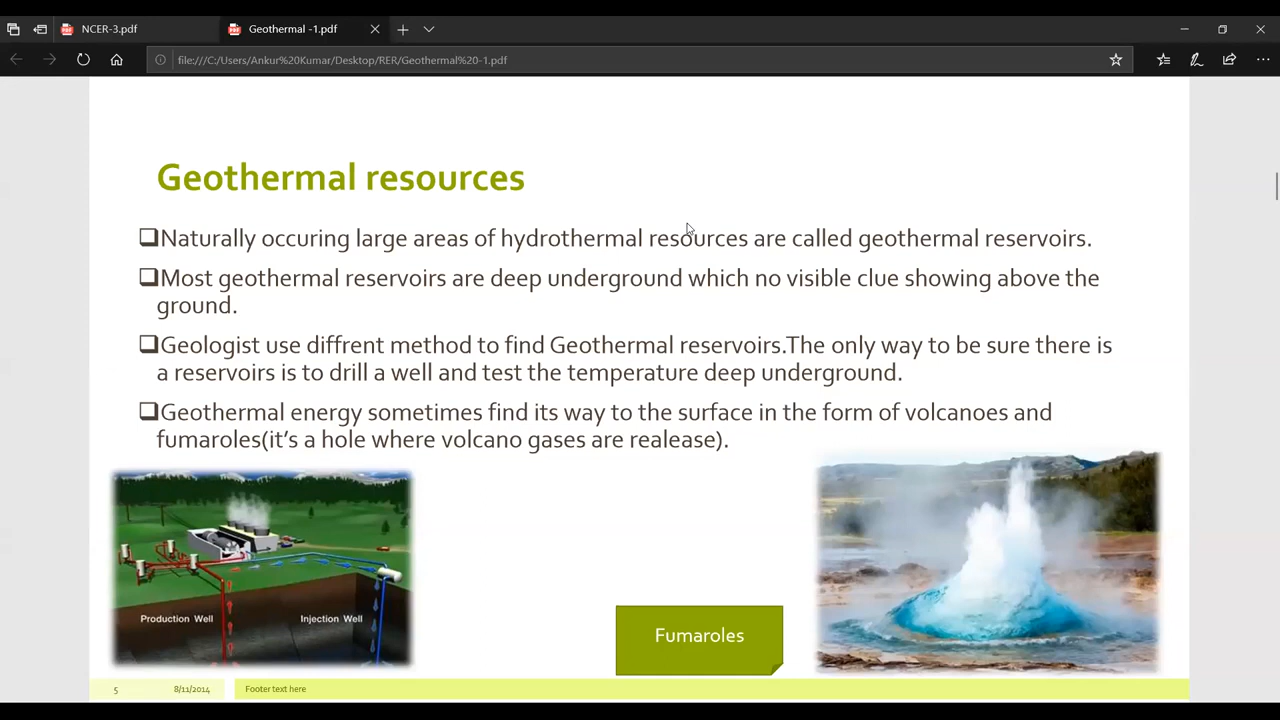 NCER-3.pdf
Geothermal -1.pdf
file:///C:/Users/Ankur%20Kumar/Desktop/RER/Geothermal%20-1.pdf
Geothermal resources
❑Naturally occuring large areas of hydrothermal resources are called geothermal reservoirs.
❑Most geothermal reservoirs are deep underground which no visible clue showing above the
ground.
❑Geologist use diffrent method to find Geothermal reservoirs.The only way to be sure there is
a reservoirs is to drill a well and test the temperature deep underground.
❑Geothermal energy sometimes find its way to the surface in the form of volcanoes and
fumaroles(it's a hole where volcano gases are realease).
Production Well
Injection Well
Fumaroles
5
8/11/2014
Footer text here